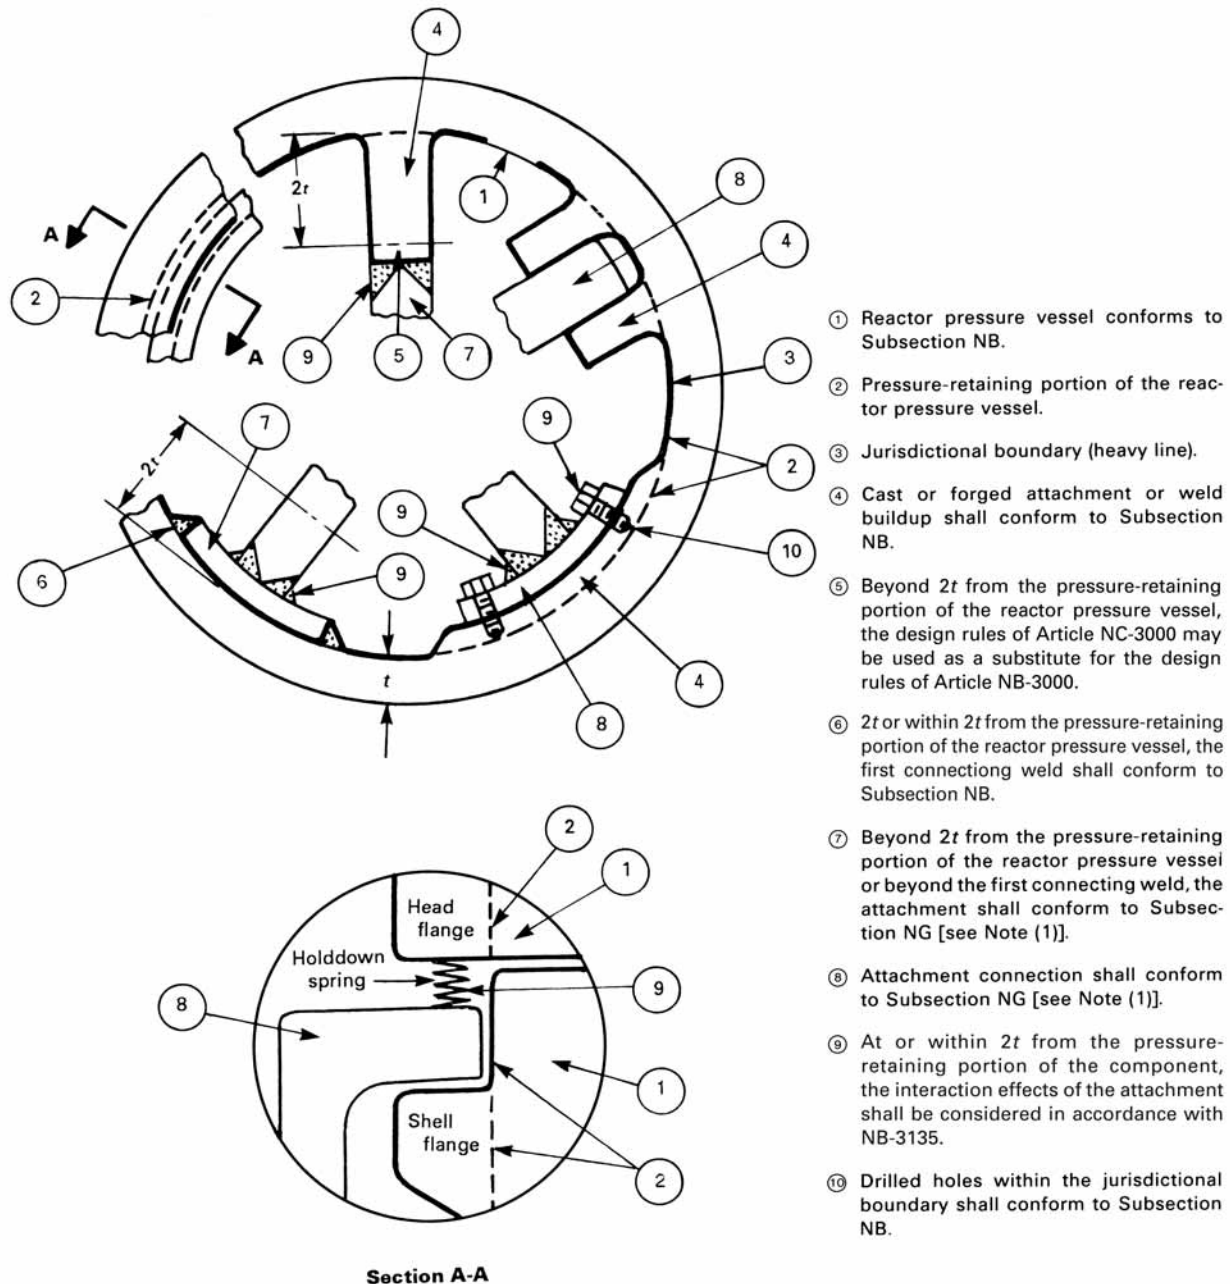 4
2t
1
8
A
4
2
9
5
7
A
3
7
9
2
2t
9
6
9
10
t
8
4
2
1
Head
flange
Holddown
spring
9
8
1
Shell
flange
2
Section A-A
① Reactor pressure vessel conforms to
Subsection NB.
② Pressure-retaining portion of the reac-
tor pressure vessel.
③ Jurisdictional boundary (heavy line).
④ Cast or forged attachment or weld
buildup shall conform to Subsection
NB.
⑤ Beyond 2t from the pressure-retaining
portion of the reactor pressure vessel,
the design rules of Article NC-3000 may
be used as a substitute for the design
rules of Article NB-3000.
⑥ 2t or within 2t from the pressure-retaining
portion of the reactor pressure vessel, the
first connectiong weld shall conform to
Subsection NB.
⑦ Beyond 2t from the pressure-retaining
portion of the reactor pressure vessel
or beyond the first connecting weld, the
attachment shall conform to Subsec-
tion NG [see Note (1)].
⑧ Attachment connection shall conform
to Subsection NG [see Note (1)].
⑨ At or within 2t from the pressure-
retaining portion of the component,
the interaction effects of the attachment
shall be considered in accordance with
NB-3135.
⑩ Drilled holes within the jurisdictional
boundary shall conform to Subsection
NB.